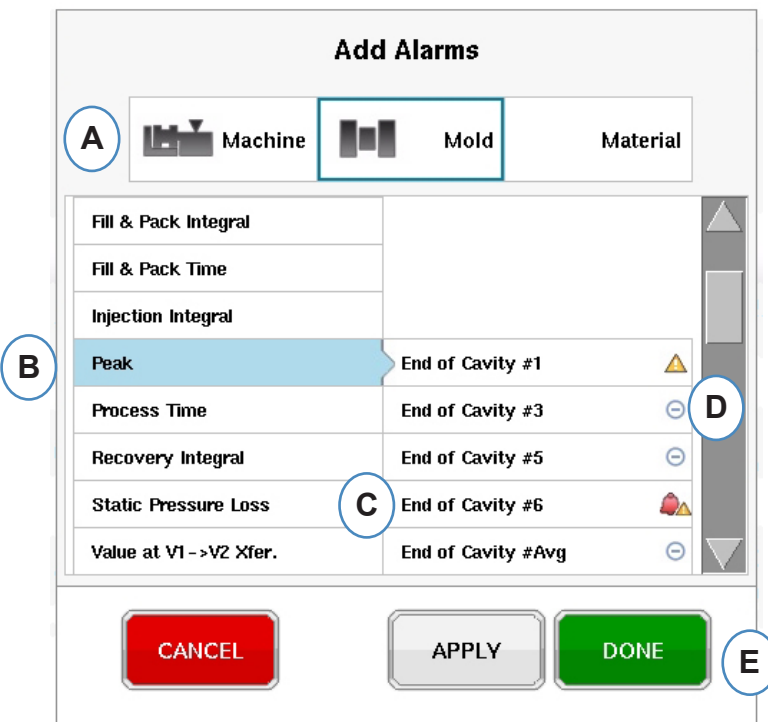 Add Alarms
A Machine Mold Material
Fill & Pack Integral
Fill & Pack Time
Injection Integral
B Peak End of Cavity #1
Process Time End of Cavity #3 D
Recovery Integral End of Cavity #5
Static Pressure Loss C End of Cavity #6
Value at V1->V2 Xfer. End of Cavity #Avg
CANCEL APPLY DONE E